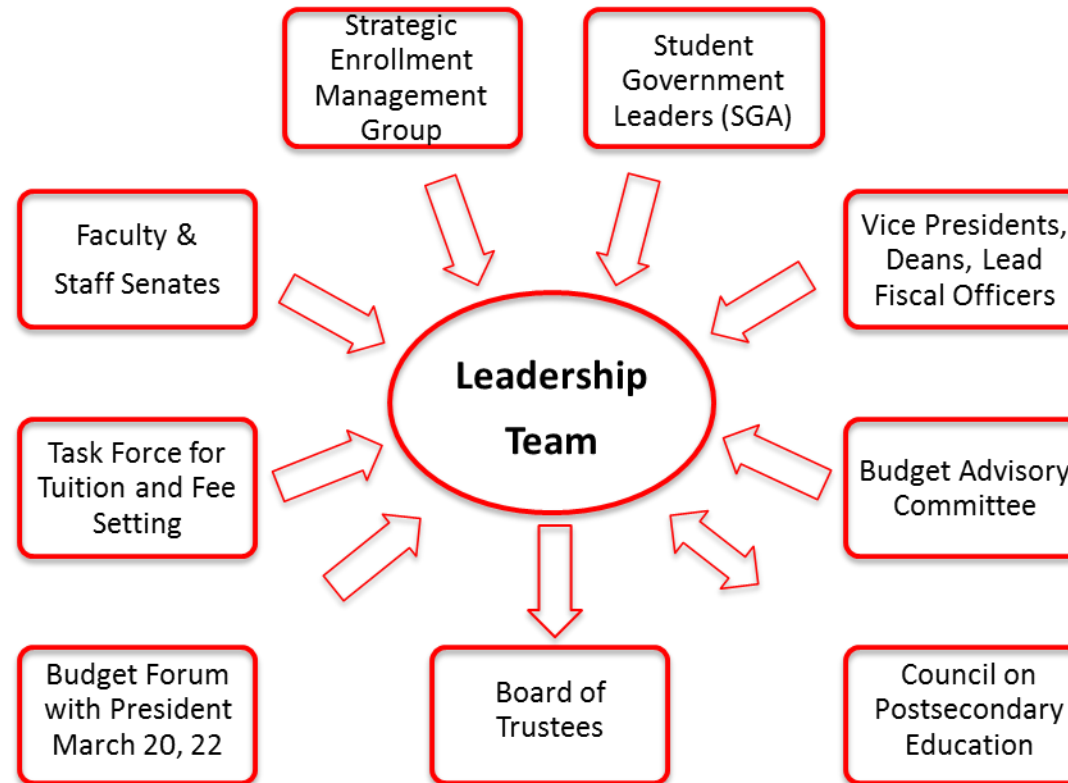 Strategic
Enrollment
Management
Group
Student
Government
Leaders (SGA)
Faculty &
Staff Senates
Vice Presidents,
Deans, Lead
Fiscal Officers
Leadership
Team
Task Force for
Tuition and Fee
Setting
Budget Advisory
Committee
Budget Forum
with President
March 20, 22
Board of
Trustees
Council on
Postsecondary
Education